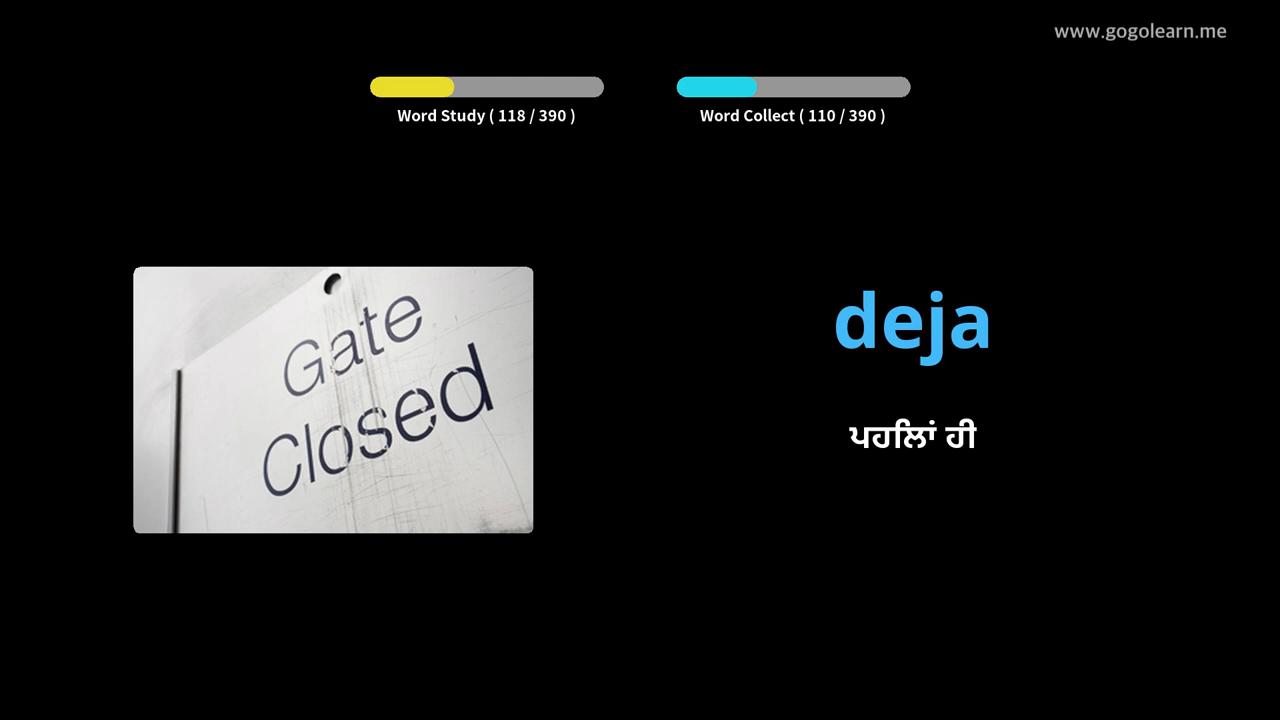 www.gogolearn.me
Word Study ( 118 / 390 )
Word Collect ( 110 / 390 )
Gate
Closed
deja
ਪਹਿਲਾਂ ਹੀ